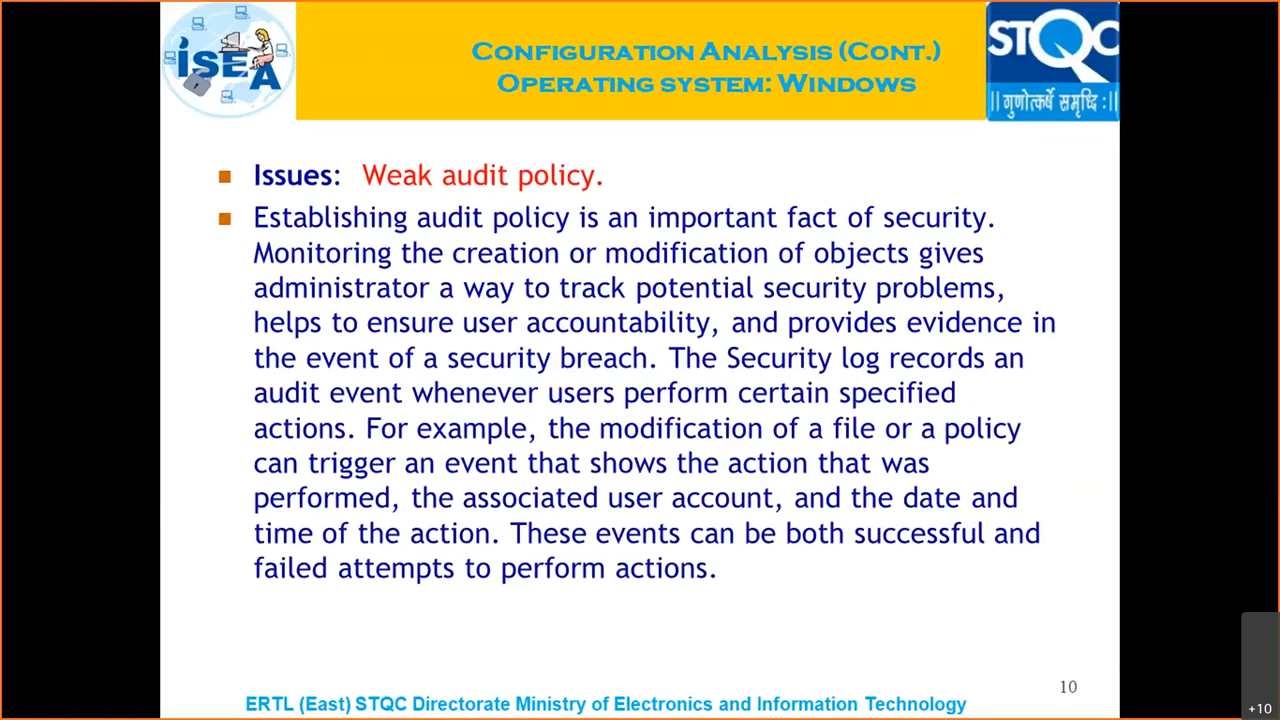 ISEA
CONFIGURATION ANALYSIS (CONT.)
OPERATING SYSTEM: WINDOWS
STQC
||गुणोत्कर्षे समृध्दि:||
Issues: Weak audit policy.
Establishing audit policy is an important fact of security.
Monitoring the creation or modification of objects gives
administrator a way to track potential security problems,
helps to ensure user accountability, and provides evidence in
the event of a security breach. The Security log records an
audit event whenever users perform certain specified
actions. For example, the modification of a file or a policy
can trigger an event that shows the action that was
performed, the associated user account, and the date and
time of the action. These events can be both successful and
failed attempts to perform actions.
10
ERTL (East) STQC Directorate Ministry of Electronics and Information Technology
+10